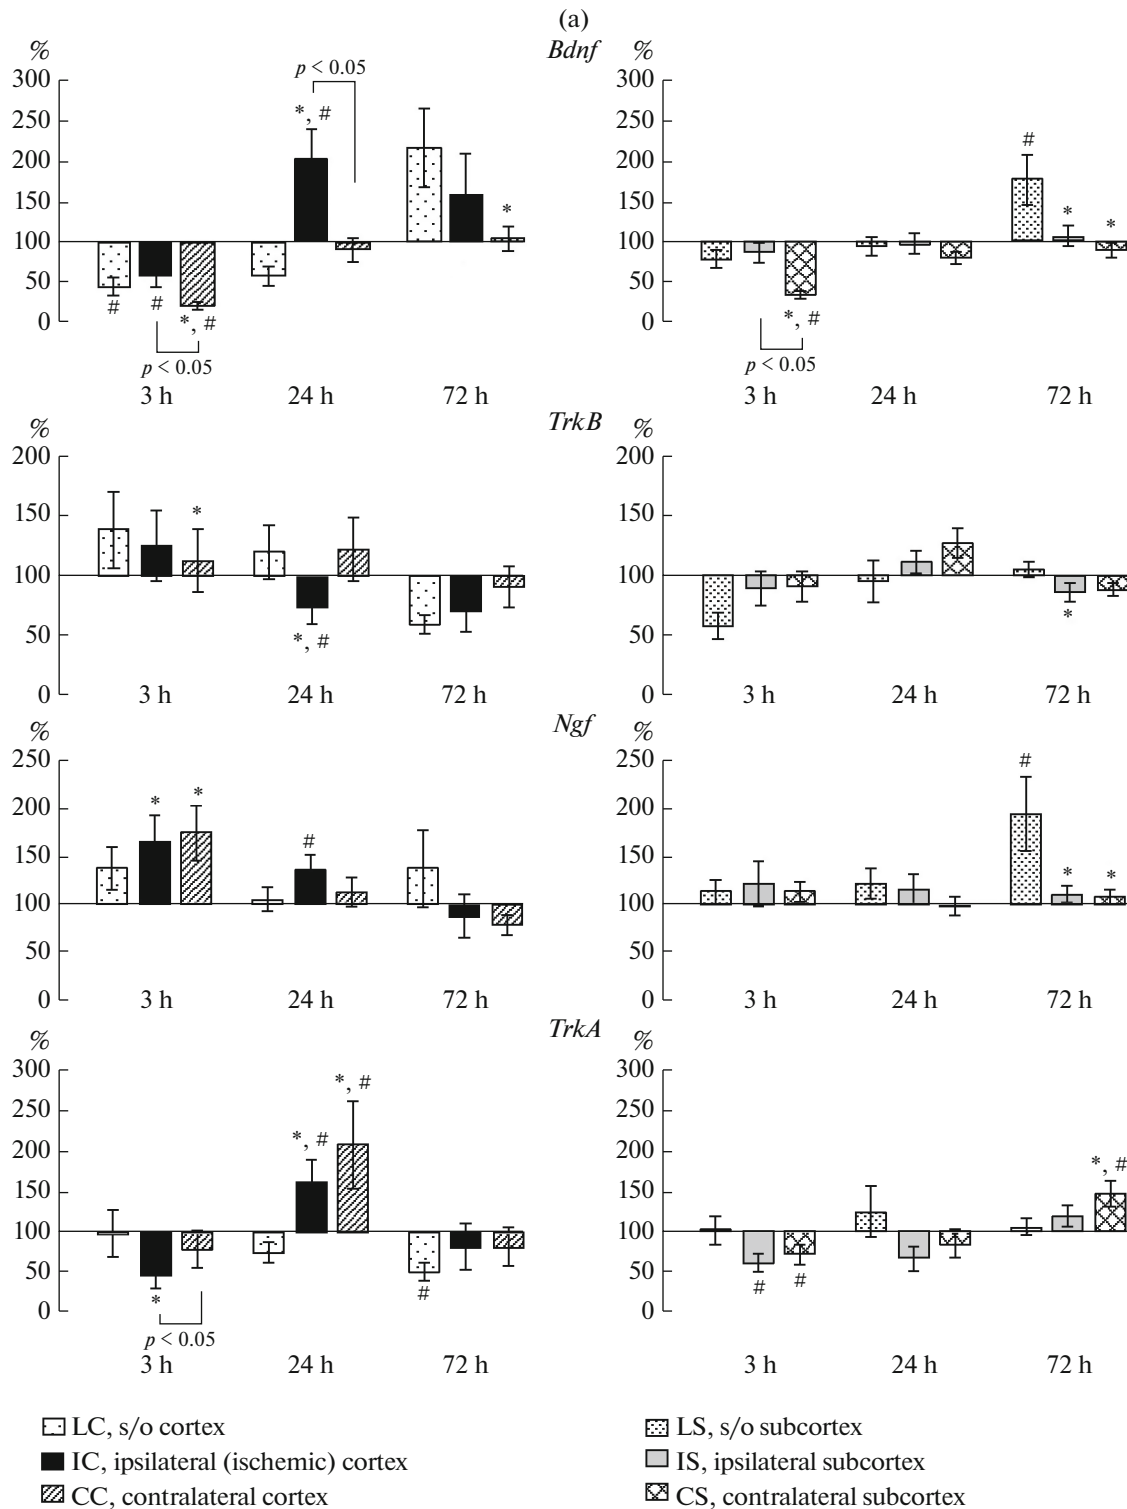 (a)
Bdnf
% %
300 300
250 250
200 200
150 150
100 100
50 50
0 0
p < 0.05
*, #
*
#
*
*
# # *, #
p < 0.05
*, #
p < 0.05
3 h 24 h 72 h 3 h 24 h 72 h
TrkB
% %
200 200
150 150
100 100
50 50
0 0
*
*, #
*
3 h 24 h 72 h 3 h 24 h 72 h
Ngf
% %
250 250
200 200
150 150
100 100
50 50
0 0
* *
#
#
* *
3 h 24 h 72 h 3 h 24 h 72 h
TrkA
% %
300 300
250 250
200 200
150 150
100 100
50 50
0 0
*, #
*, #
*
p < 0.05
#
# #
*, #
3 h 24 h 72 h 3 h 24 h 72 h
LC, s/o cortex
IC, ipsilateral (ischemic) cortex
CC, contralateral cortex
LS, s/o subcortex
IS, ipsilateral subcortex
CS, contralateral subcortex